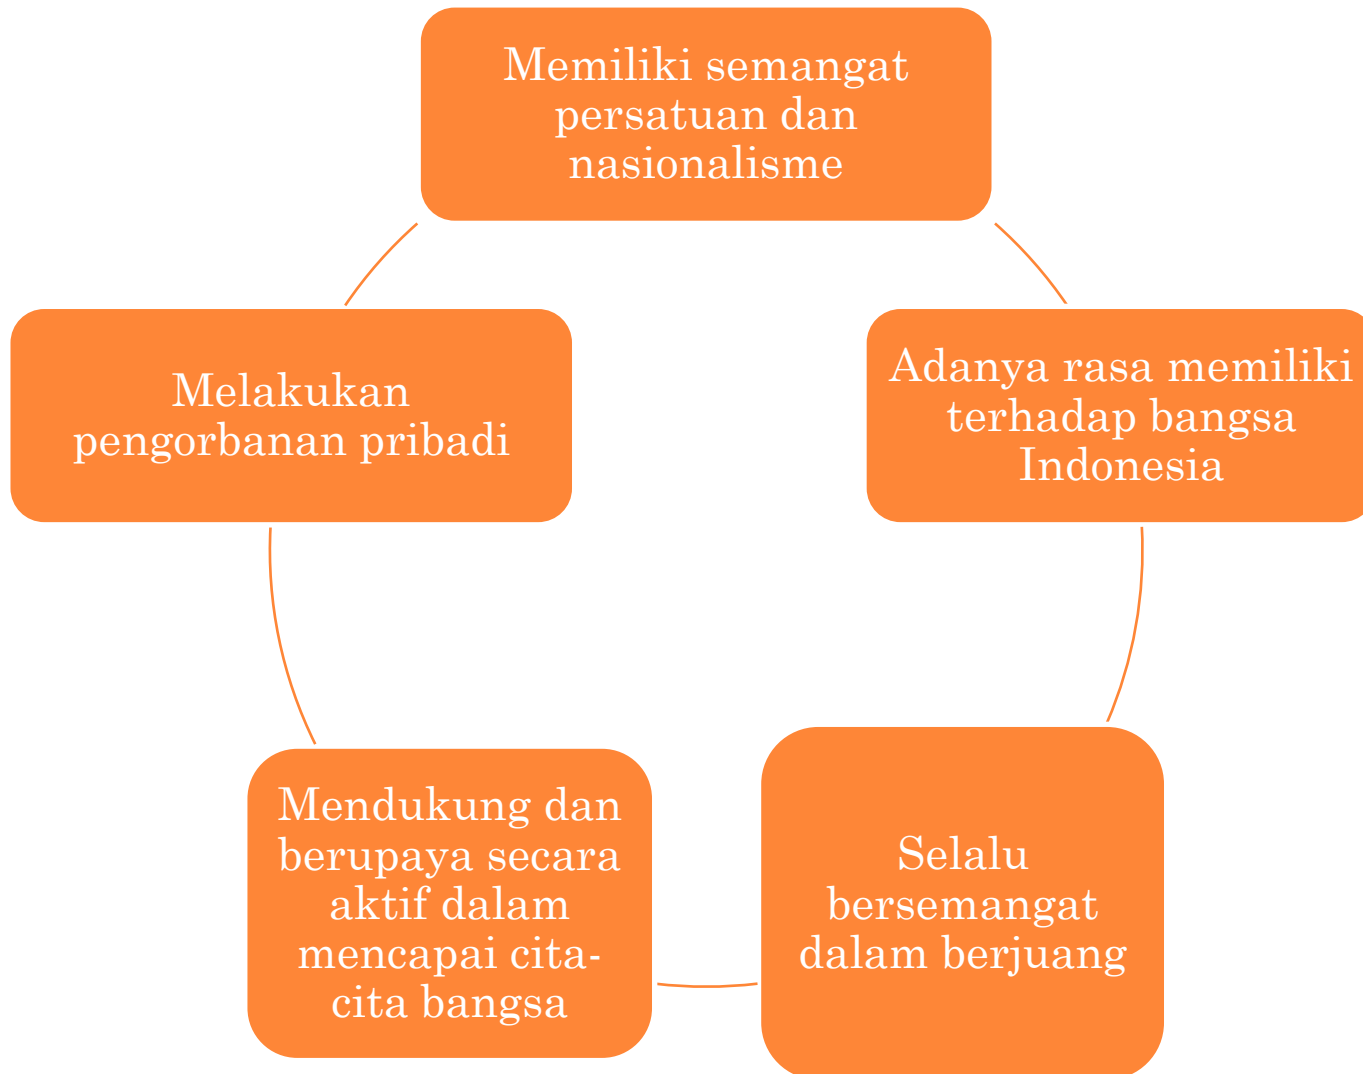 Memiliki semangat
persatuan dan
nasionalisme
Adanya rasa memiliki
terhadap bangsa
Indonesia
Selalu
bersemangat
dalam berjuang
Mendukung dan
berupaya secara
aktif dalam
mencapai cita-
cita bangsa
Melakukan
pengorbanan pribadi